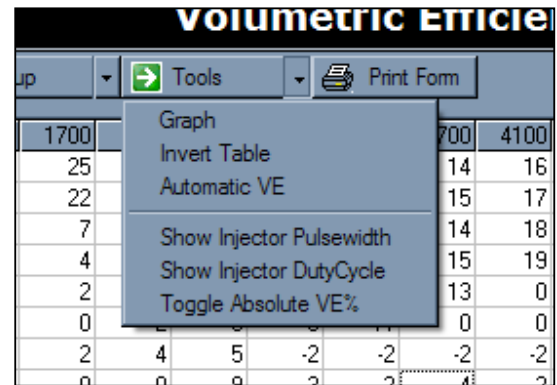 Volumetric Efficie
up Tools Print Form
1700 700 4100
Graph
Invert Table
Automatic VE
Show Injector Pulsewidth
Show Injector DutyCycle
Toggle Absolute VE%
25 14 16
22 15 17
7 14 18
4 15 19
2 13 0
0 0 0
2 4 5 -2 -2 -2 -2